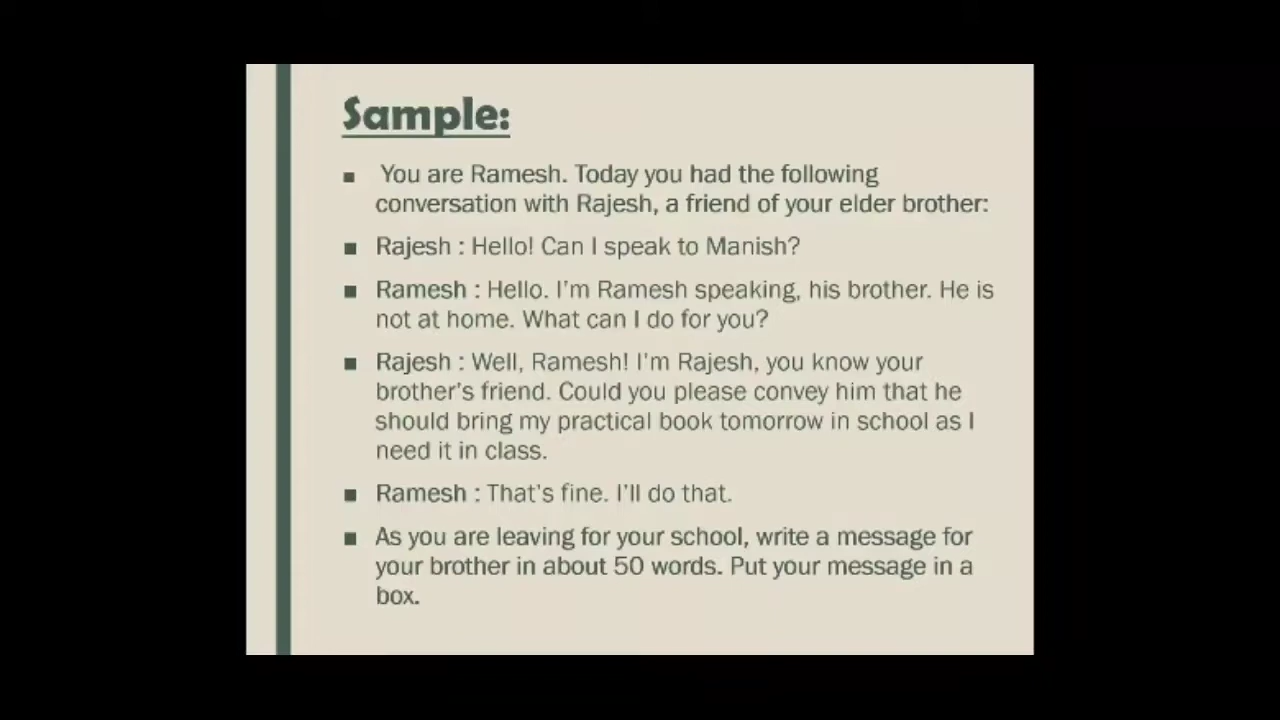 Sample:
■ You are Ramesh. Today you had the following
conversation with Rajesh, a friend of your elder brother:
■ Rajesh : Hello! Can I speak to Manish?
■ Ramesh : Hello. I'm Ramesh speaking, his brother. He is
not at home. What can I do for you?
■ Rajesh : Well, Ramesh! I'm Rajesh, you know your
brother's friend. Could you please convey him that he
should bring my practical book tomorrow in school as I
need it in class.
■ Ramesh : That's fine. I'll do that.
■ As you are leaving for your school, write a message for
your brother in about 50 words. Put your message in a
box.